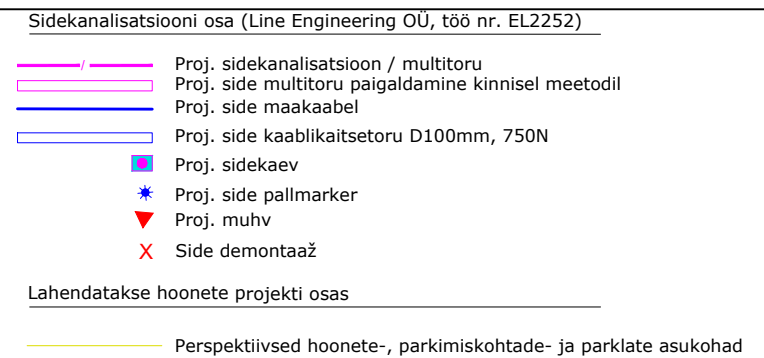 Sidekanalisatsiooni osa (Line Engineering OÜ, töö nr. EL2252)
Proj. sidekanalisatsioon / multitoru
Proj. side multitoru paigaldamine kinnisel meetodil
Proj. side maakaabel
Proj. side kaablikaitsetoru D100mm, 750N
Proj. sidekaev
Proj. side pallmarker
Proj. muhv
X Side demontaaž
Lahendatakse hoonete projekti osas
Perspektiivsed hoonete-, parkimiskohtade- ja parklate asukohad